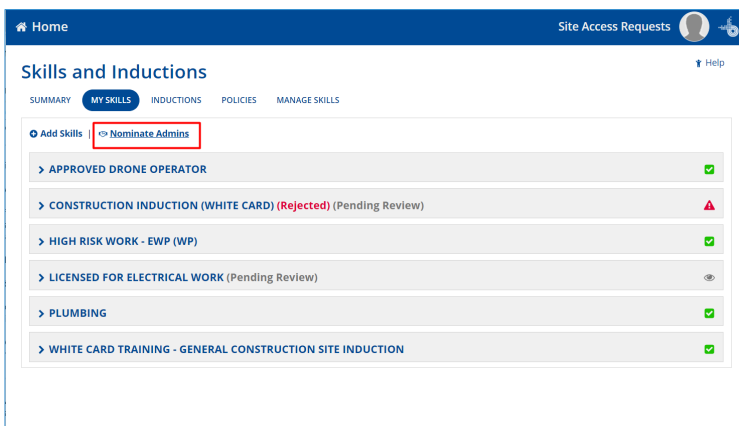 Home Site Access Requests
Skills and Inductions Help
SUMMARY MY SKILLS INDUCTIONS POLICIES MANAGE SKILLS
Add Skills | Nominate Admins
APPROVED DRONE OPERATOR
CONSTRUCTION INDUCTION (WHITE CARD) (Rejected) (Pending Review)
HIGH RISK WORK - EWP (WP)
LICENSED FOR ELECTRICAL WORK (Pending Review)
PLUMBING
WHITE CARD TRAINING - GENERAL CONSTRUCTION SITE INDUCTION